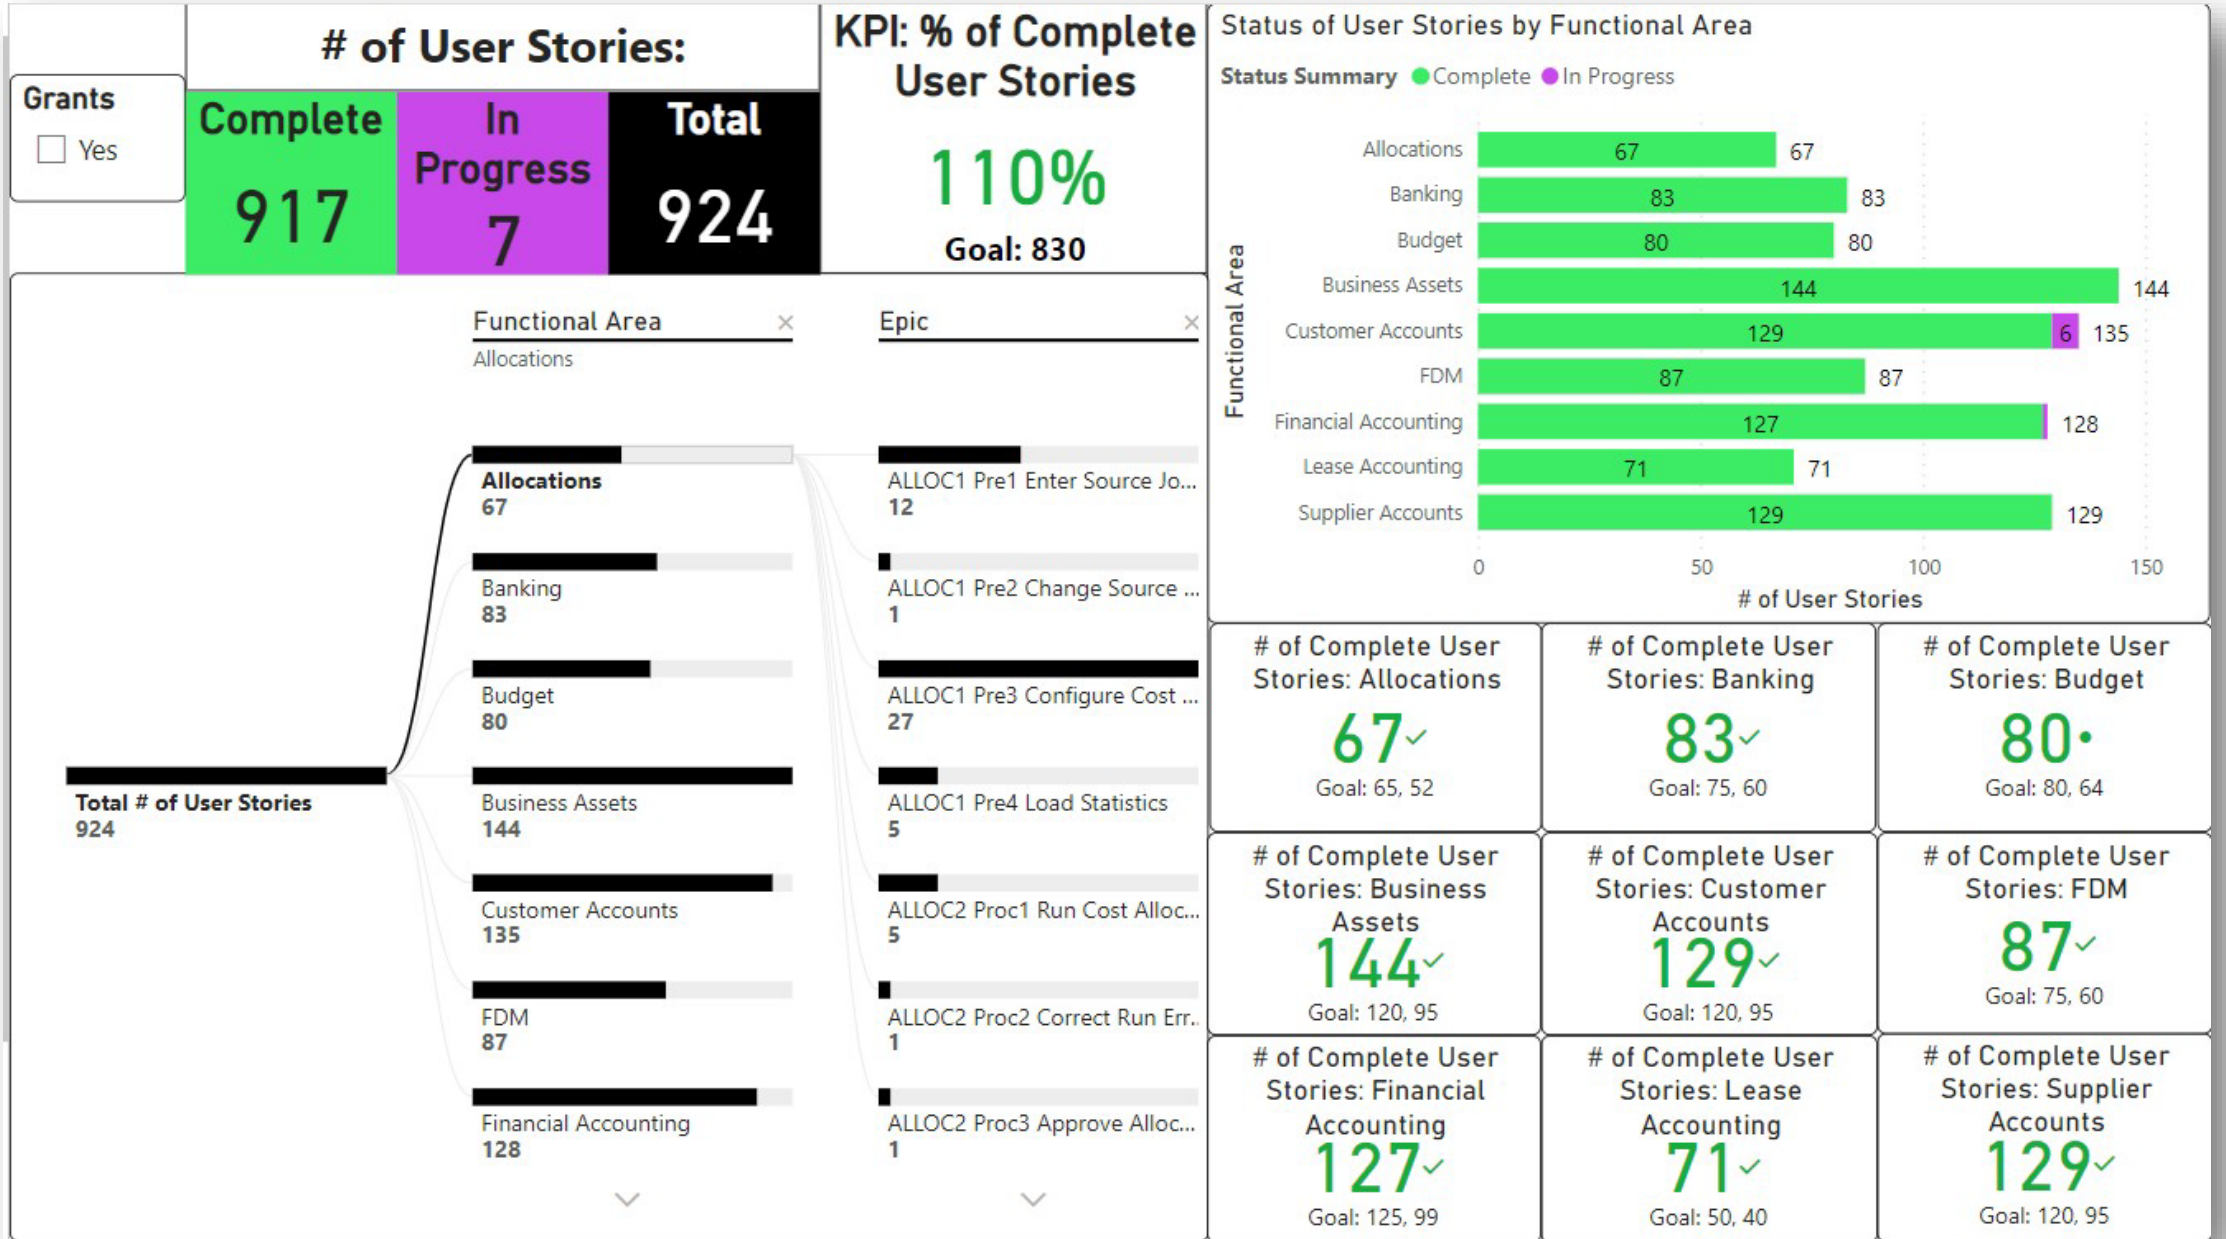 Grants
Yes
# of User Stories:
Complete
917
In
Progress
7
Total
924
KPI: % of Complete
User Stories
110%
Goal: 830
Functional Area
Allocations
Epic
Total # of User Stories
924
Allocations
67
Banking
83
Budget
80
Business Assets
144
Customer Accounts
135
FDM
87
Financial Accounting
128
ALLOC1 Pre1 Enter Source Jo...
12
ALLOC1 Pre2 Change Source ...
1
ALLOC1 Pre3 Configure Cost ...
27
ALLOC1 Pre4 Load Statistics
5
ALLOC2 Proc1 Run Cost Alloc...
5
ALLOC2 Proc2 Correct Run Err..
1
ALLOC2 Proc3 Approve Alloc...
1
Status of User Stories by Functional Area
Status Summary Complete In Progress
Functional Area
Allocations 67 67
Banking 83 83
Budget 80 80
Business Assets 144 144
Customer Accounts 129 6 135
FDM 87 87
Financial Accounting 127 128
Lease Accounting 71 71
Supplier Accounts 129 129
0 50 100 150
# of User Stories
# of Complete User
Stories: Allocations
67
Goal: 65, 52
# of Complete User
Stories: Banking
83
Goal: 75, 60
# of Complete User
Stories: Budget
80
Goal: 80, 64
# of Complete User
Stories: Business
Assets
144
Goal: 120, 95
# of Complete User
Stories: Customer
Accounts
129
Goal: 120, 95
# of Complete User
Stories: FDM
87
Goal: 75, 60
# of Complete User
Stories: Financial
Accounting
127
Goal: 125, 99
# of Complete User
Stories: Lease
Accounting
71
Goal: 50, 40
# of Complete User
Stories: Supplier
Accounts
129
Goal: 120, 95